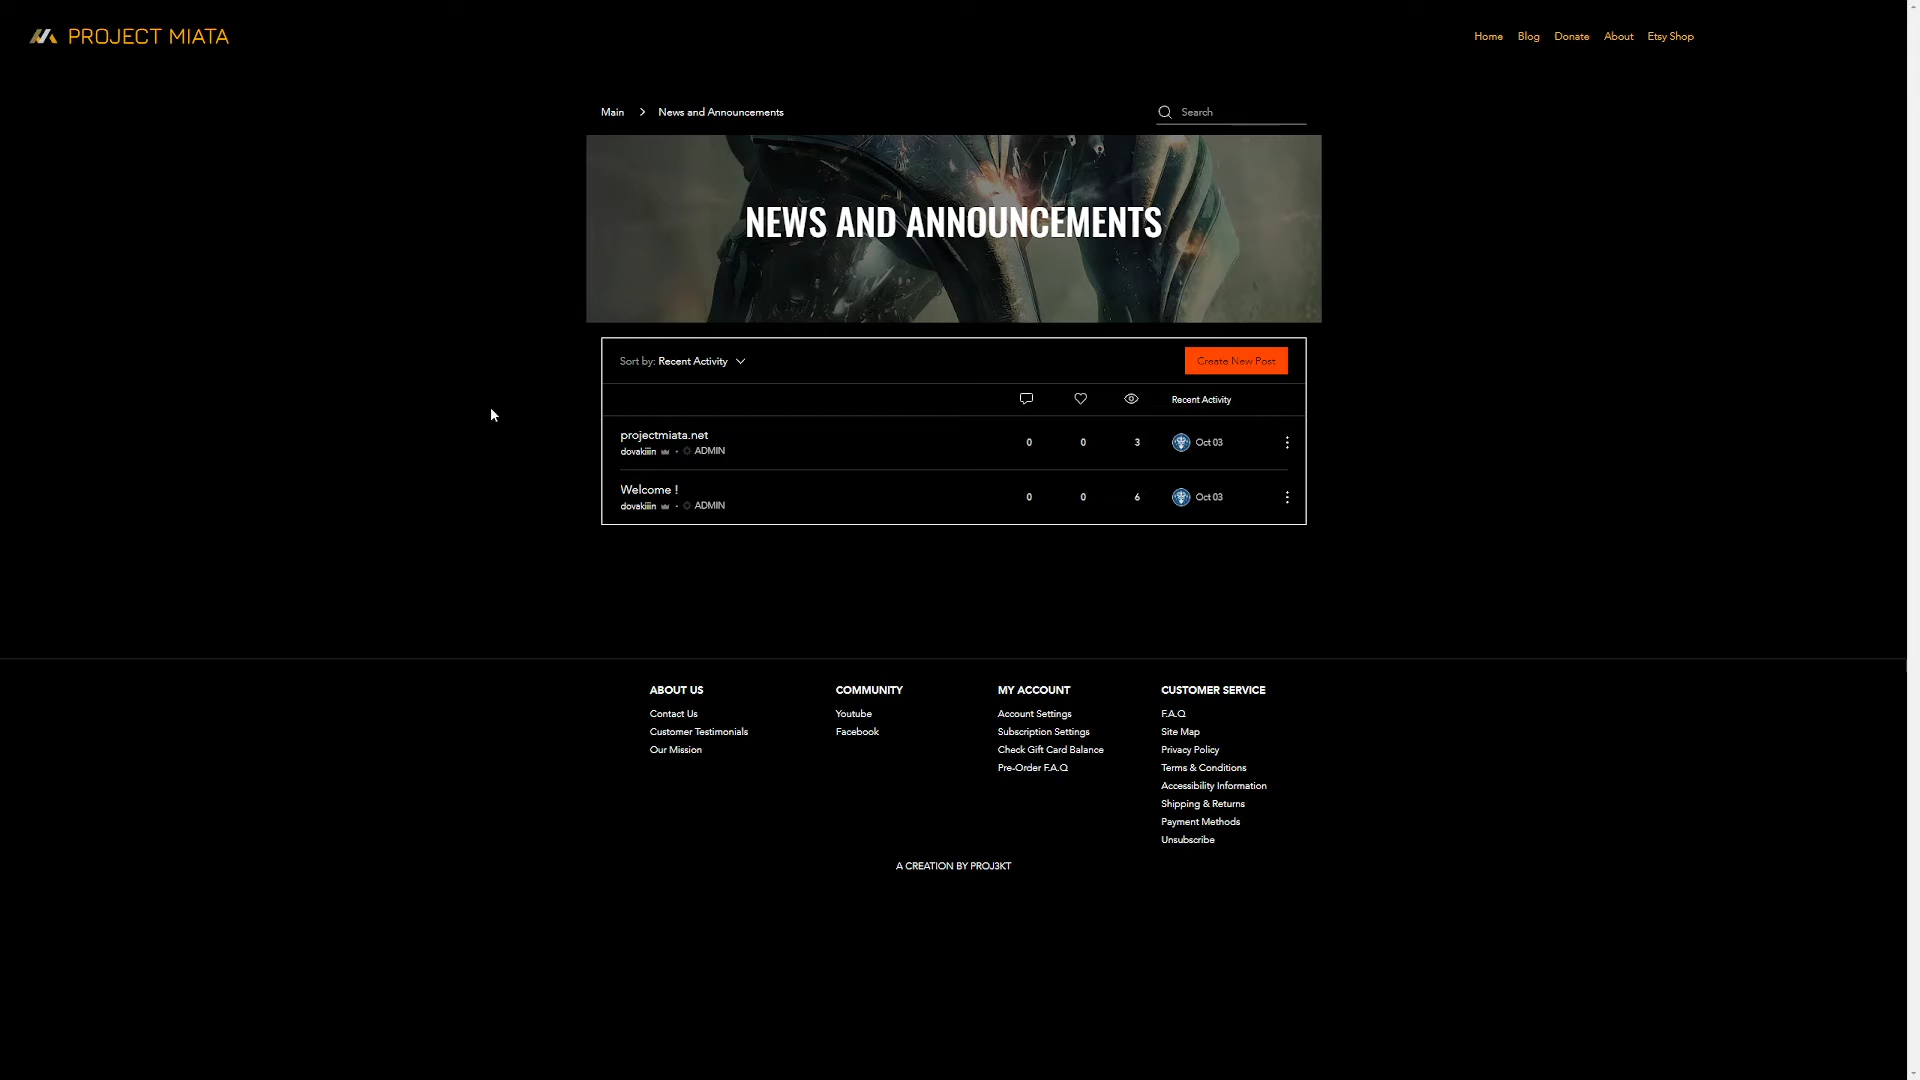 PROJECT MIATA
Home Blog Donate About Etsy Shop
Main News and Announcements
Search
NEWS AND ANNOUNCEMENTS
Sort by: Recent Activity
Create New Post
Recent Activity
projectmiata.net
dovakiiin · ADMIN
0 0 3 Oct 03
Welcome !
dovakiiin · ADMIN
0 0 6 Oct 03
ABOUT US
Contact Us
Customer Testimonials
Our Mission
COMMUNITY
Youtube
Facebook
MY ACCOUNT
Account Settings
Subscription Settings
Check Gift Card Balance
Pre-Order F.A.Q
CUSTOMER SERVICE
F.A.Q
Site Map
Privacy Policy
Terms & Conditions
Accessibility Information
Shipping & Returns
Payment Methods
Unsubscribe
A CREATION BY PROJ3KT